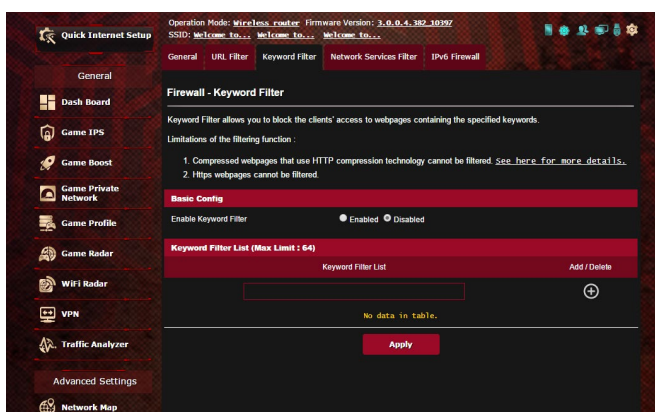 Quick Internet Setup
General
Dash Board
Game IPS
Game Boost
Game Private
Network
Game Profile
Game Radar
WiFi Radar
VPN
Traffic Analyzer
Advanced Settings
Network Map
Operation Mode: Wireless router Firmware Version: 3.0.0.4.382_10397
SSID: Welcome to... Welcome to... Welcome to...
General URL Filter Keyword Filter Network Services Filter IPv6 Firewall
Firewall - Keyword Filter
Keyword Filter allows you to block the clients' access to webpages containing the specified keywords.
Limitations of the filtering function :
1. Compressed webpages that use HTTP compression technology cannot be filtered. See here for more details.
2. Https webpages cannot be filtered.
Basic Config
Enable Keyword Filter Enabled Disabled
Keyword Filter List (Max Limit : 64)
Keyword Filter List Add / Delete
No data in table.
Apply